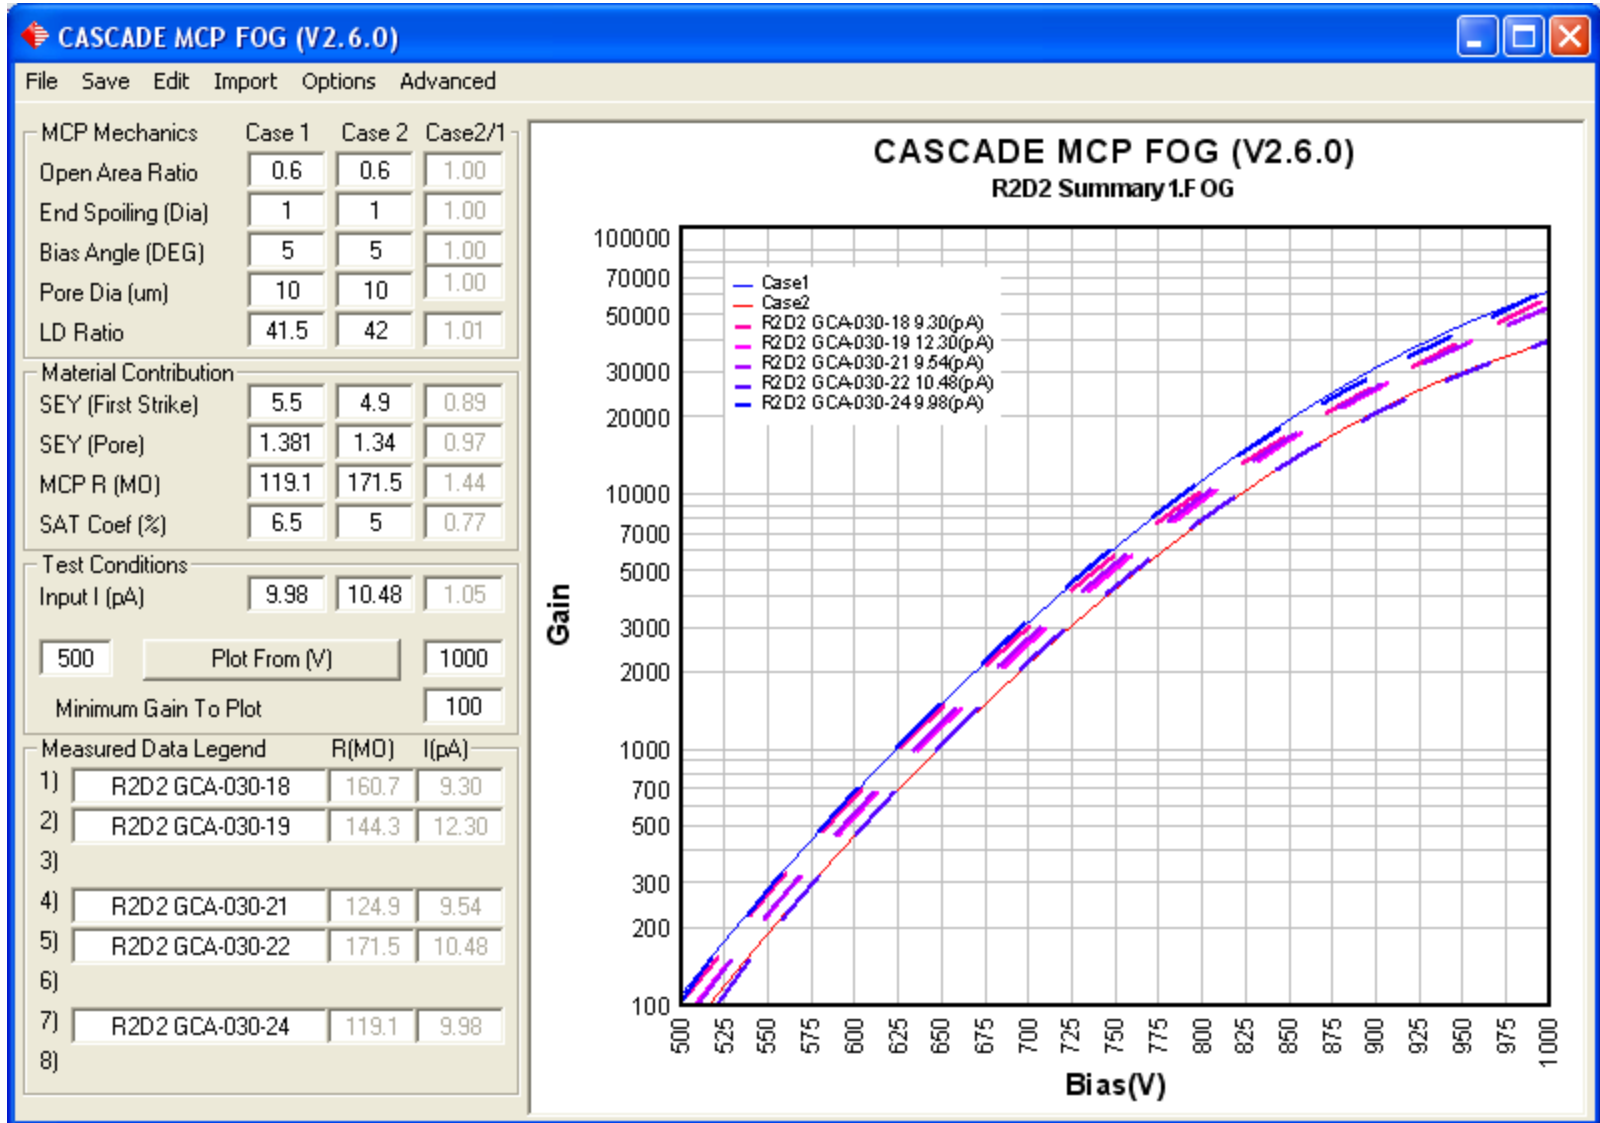 CASCADE MCP FOG (V2.6.0)
File Save Edit Import Options Advanced
MCP Mechanics Case 1 Case 2 Case2/1
Open Area Ratio 0.6 0.6 1.00
End Spoiling (Dia) 1 1 1.00
Bias Angle (DEG) 5 5 1.00
Pore Dia (um) 10 10 1.00
LD Ratio 41.5 42 1.01
Material Contribution
SEY (First Strike) 5.5 4.9 0.89
SEY (Pore) 1.381 1.34 0.97
MCP R (MO) 119.1 171.5 1.44
SAT Coef (%) 6.5 5 0.77
Test Conditions
Input I (pA) 9.98 10.48 1.05
500 Plot From (V) 1000
Minimum Gain To Plot 100
Measured Data Legend R(MO) I(pA)
1) R2D2 GCA-030-18 160.7 9.30
2) R2D2 GCA-030-19 144.3 12.30
3)
4) R2D2 GCA-030-21 124.9 9.54
5) R2D2 GCA-030-22 171.5 10.48
6)
7) R2D2 GCA-030-24 119.1 9.98
8)
CASCADE MCP FOG (V2.6.0)
R2D2 Summary1.FOG
Case1
Case2
R2D2 GCA-030-18 9.30(pA)
R2D2 GCA-030-19 12.30(pA)
R2D2 GCA-030-21 9.54(pA)
R2D2 GCA-030-22 10.48(pA)
R2D2 GCA-030-24 9.98(pA)
Gain
100000
70000
50000
30000
20000
10000
7000
5000
3000
2000
1000
700
500
300
200
100
500 525 550 575 600 625 650 675 700 725 750 775 800 825 850 875 900 925 950 975 1000
Bias(V)